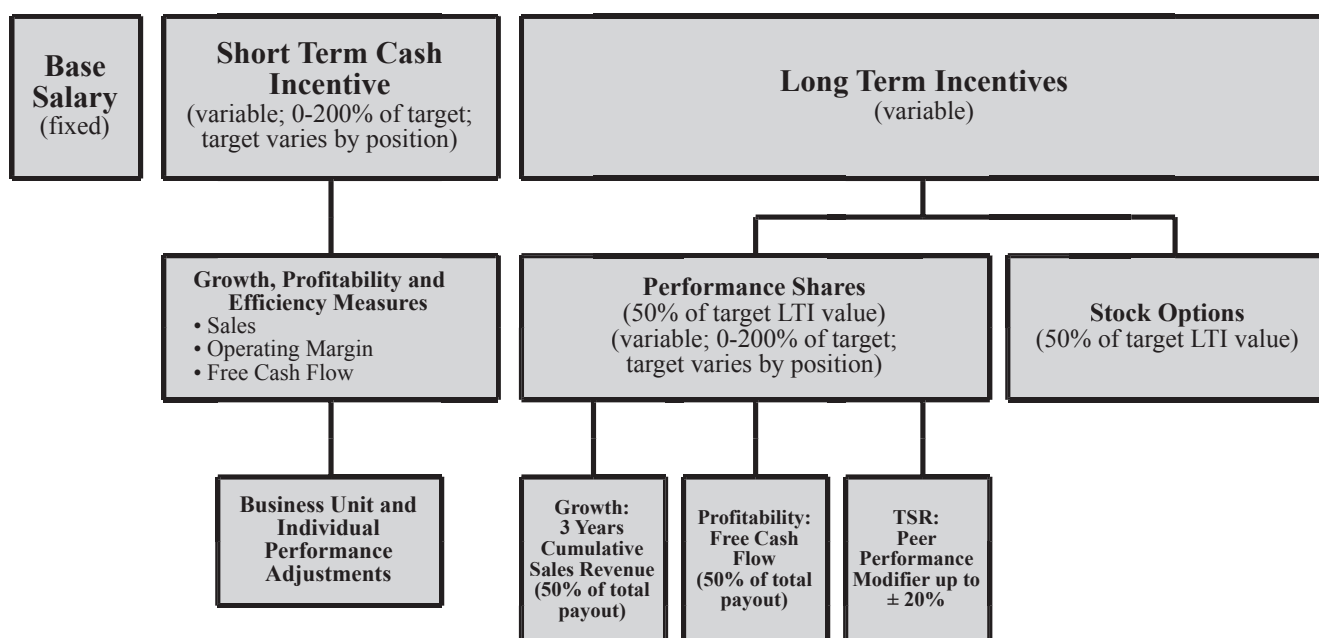 Base
Salary
(fixed)
Short Term Cash
Incentive
(variable; 0-200% of target;
target varies by position)
Long Term Incentives
(variable)
Growth, Profitability and
Efficiency Measures
• Sales
• Operating Margin
• Free Cash Flow
Performance Shares
(50% of target LTI value)
(variable; 0-200% of target;
target varies by position)
Stock Options
(50% of target LTI value)
Business Unit and
Individual
Performance
Adjustments
Growth:
3 Years
Cumulative
Sales Revenue
(50% of total
payout)
Profitability:
Free Cash
Flow
(50% of total
payout)
TSR:
Peer
Performance
Modifier up to
± 20%